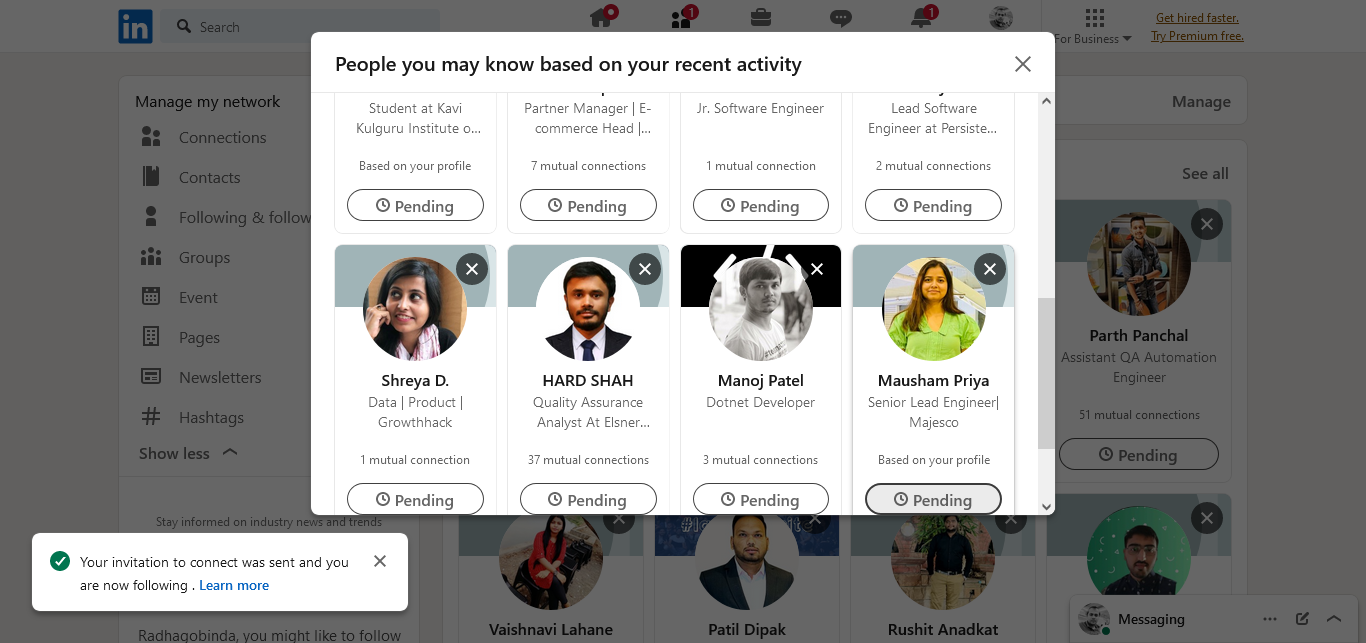 in
Search
1
1
For Business
Get hired faster.
Try Premium free.
People you may know based on your recent activity
Manage my network
Connections
Contacts
Following & follow
Groups
Event
Pages
Newsletters
Hashtags
Show less
Stay informed on industry news and trends
Radhagobinda, you might like to follow
Student at Kavi
Kulguru Institute o...
Based on your profile
Pending
Partner Manager | E-
commerce Head |...
7 mutual connections
Pending
Jr. Software Engineer
1 mutual connection
Pending
Lead Software
Engineer at Persiste...
2 mutual connections
Pending
Shreya D.
Data | Product |
Growthhack
1 mutual connection
Pending
HARD SHAH
Quality Assurance
Analyst At Elsner...
37 mutual connections
Pending
Manoj Patel
Dotnet Developer
3 mutual connections
Pending
Mausham Priya
Senior Lead Engineer|
Majesco
Based on your profile
Pending
Manage
See all
Parth Panchal
Assistant QA Automation
Engineer
51 mutual connections
Pending
Vaishnavi Lahane
Patil Dipak
Rushit Anadkat
Your invitation to connect was sent and you
are now following . Learn more
Messaging